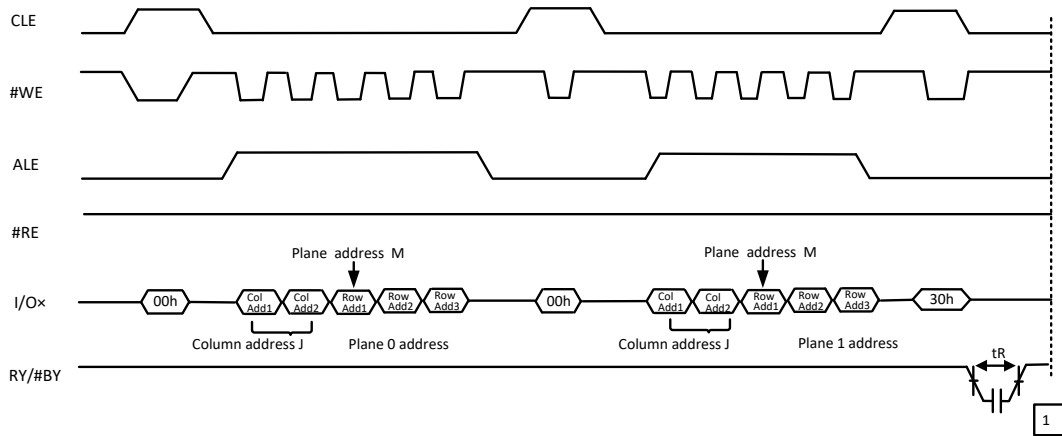 CLE
#WE
ALE
#RE
Plane address M
Plane address M
I/O×
00h
Col Add1
Col Add2
Row Add1
Row Add2
Row Add3
00h
Col Add1
Col Add2
Row Add1
Row Add2
Row Add3
30h
Column address J
Plane 0 address
Column address J
Plane 1 address
tR
RY/#BY
1